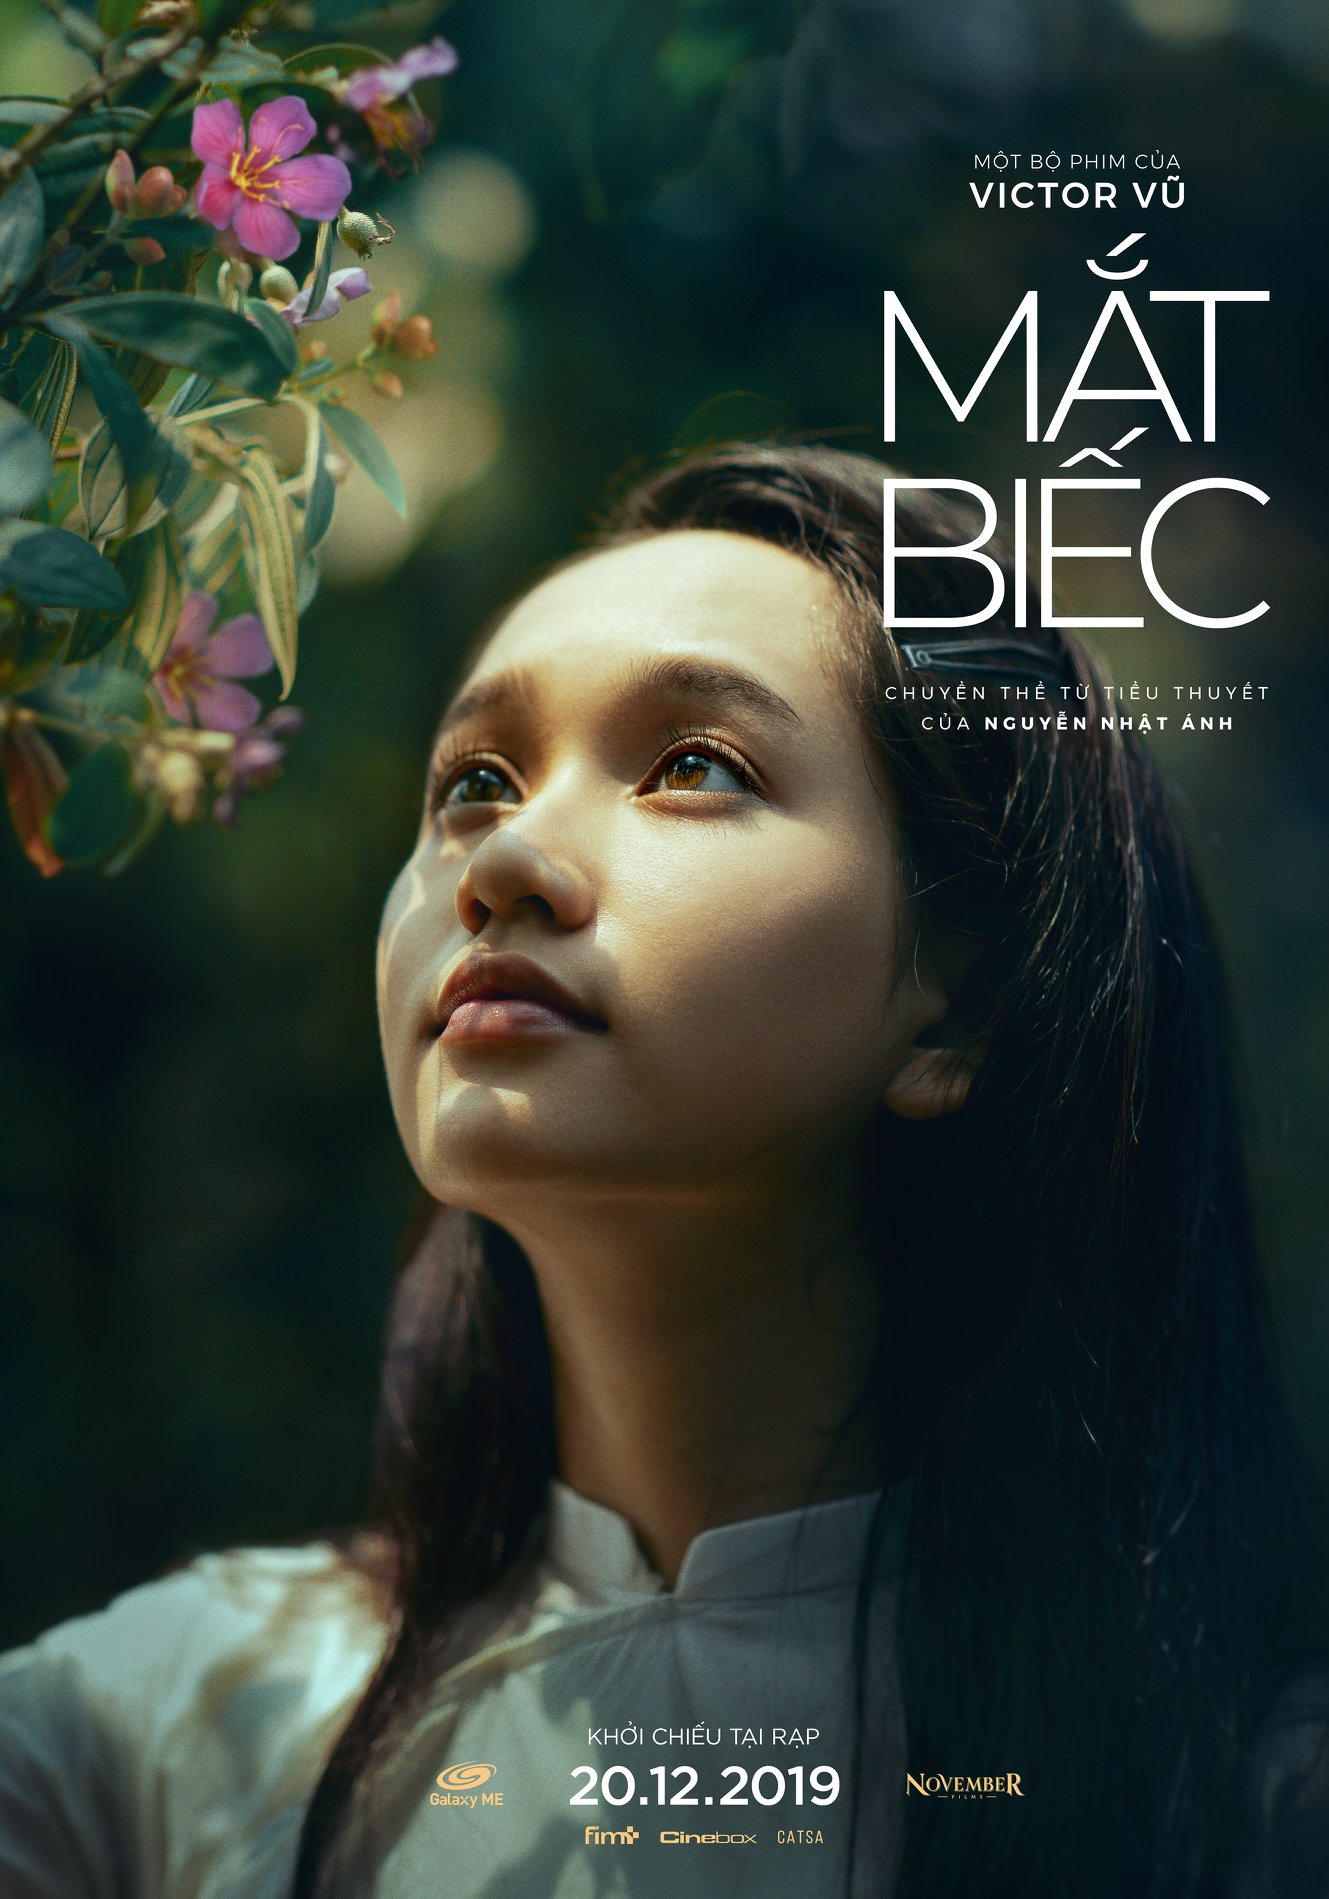 MỘT BỘ PHIM CỦA
VICTOR VŨ
MẮT
BIẾC
CHUYỂN THỂ TỪ TIỂU THUYẾT
CỦA NGUYỄN NHẬT ÁNH
KHỞI CHIẾU TẠI RẠP
20.12.2019
Galaxy ME
NOVEMBER
FILMS
fim+
Cinebox
CATSA